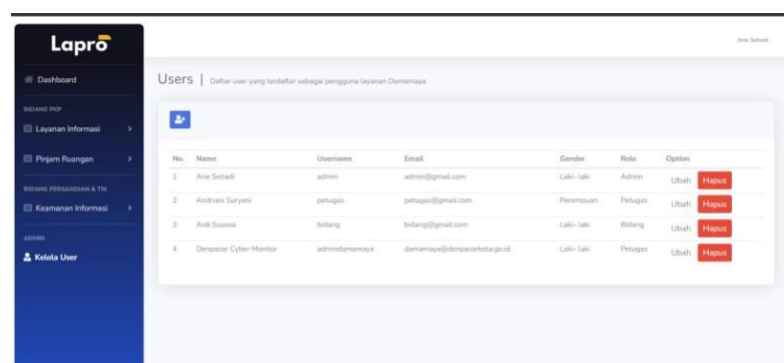 Lapro
Arie Setiadi
Dashboard
Users | Daftar user yang terdaftar sebagai pengguna layanan Damamaya
BIDANG PKP
Layanan Informasi
Pinjam Ruangan
BIDANG PERSANDIAN & TIK
Keamanan Informasi
ADMIN
Kelola User
No. Name Username Email Gender Role Option
1 Arie Setiadi admin admin@gmail.com Laki- laki Admin Ubah Hapus
2 Andriani Suryani petugas petugas@gmail.com Perempuan Petugas Ubah Hapus
3 Ardi Suyasa bidang bidang@gmail.com Laki- laki Bidang Ubah Hapus
4 Denpasar Cyber Monitor admindamamaya damamaya@denpasarkota.go.id Laki- laki Petugas Ubah Hapus